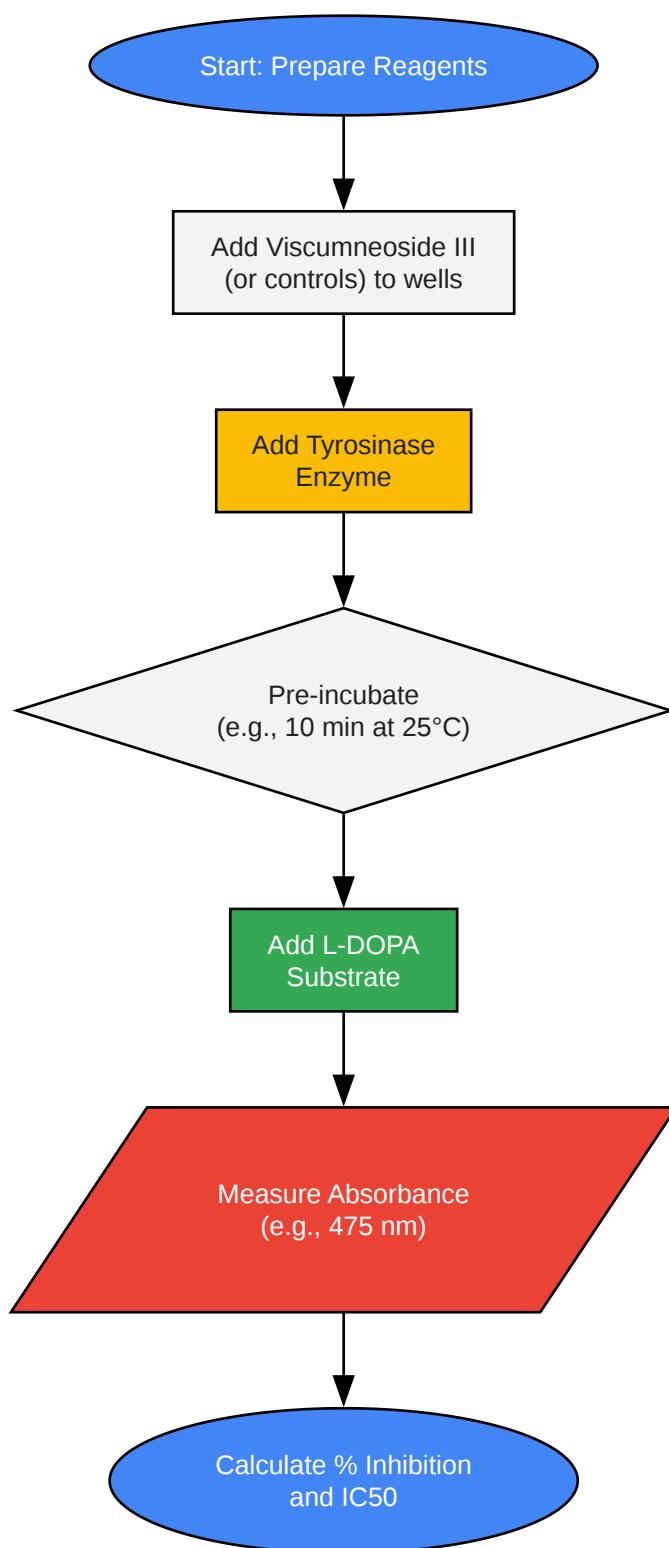 Start: Prepare Reagents
Add Viscumneoside III
(or controls) to wells
Add Tyrosinase
Enzyme
Pre-incubate
(e.g., 10 min at 25°C)
Add L-DOPA
Substrate
Measure Absorbance
(e.g., 475 nm)
Calculate % Inhibition
and IC50